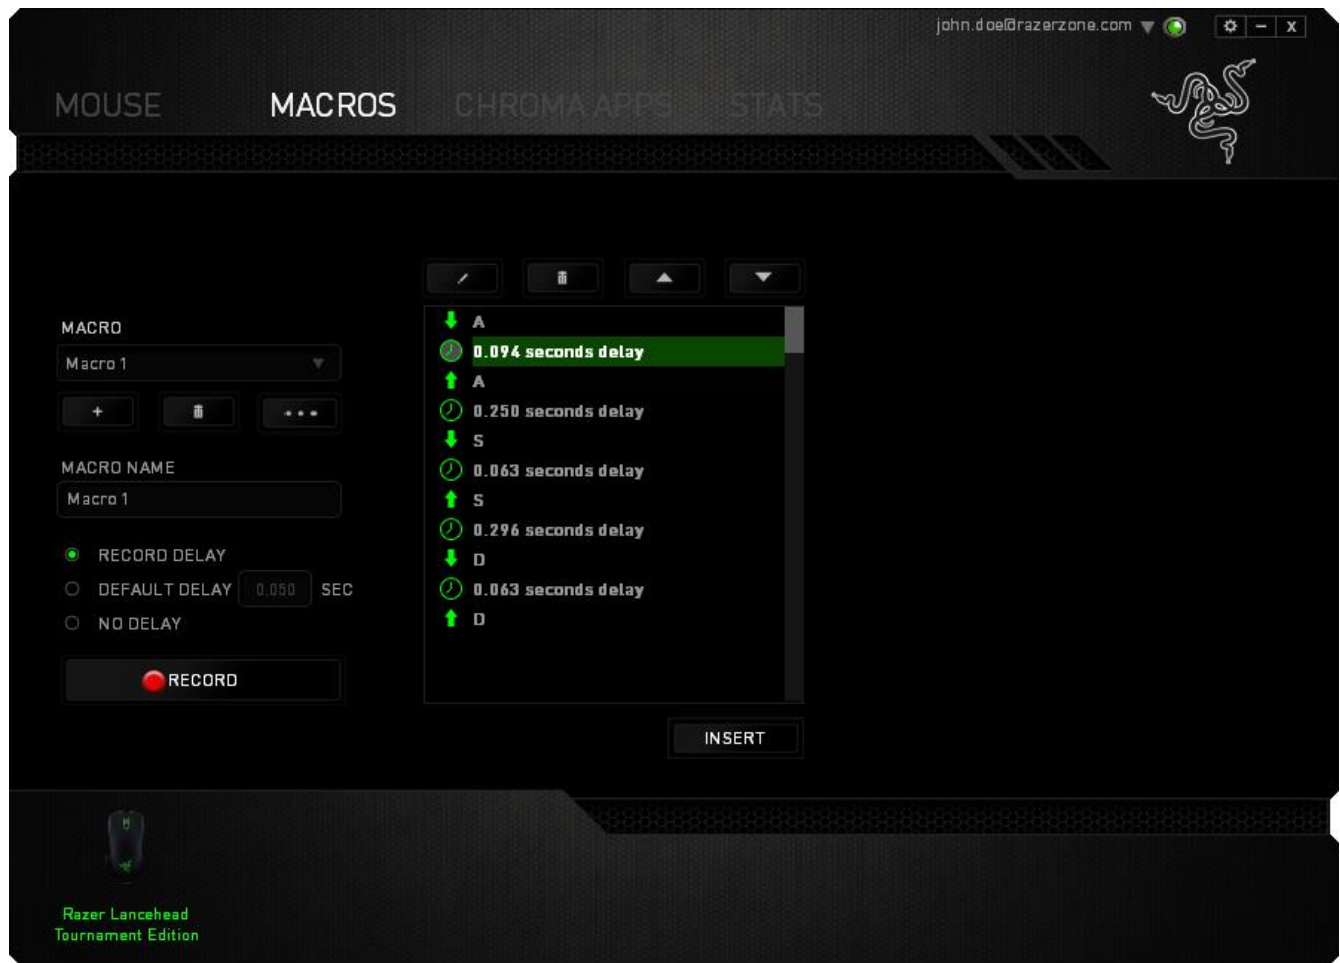 john.doe@razerzone.com
MOUSE MACROS CHROMA APPS STATS
MACRO
Macro 1
MACRO NAME
Macro 1
RECORD DELAY
DEFAULT DELAY 0.050 SEC
NO DELAY
RECORD
A
0.094 seconds delay
A
0.250 seconds delay
S
0.063 seconds delay
S
0.296 seconds delay
D
0.063 seconds delay
D
INSERT
Razer Lancehead
Tournament Edition